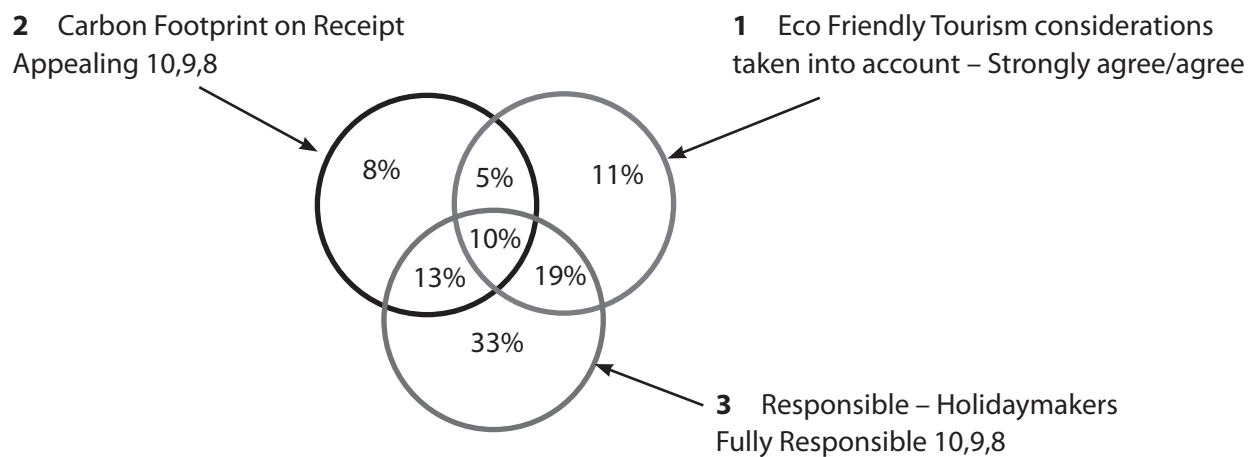 2 Carbon Footprint on Receipt
Appealing 10,9,8
1 Eco Friendly Tourism considerations
taken into account – Strongly agree/agree
8%
5%
11%
10%
13%
19%
33%
3 Responsible – Holidaymakers
Fully Responsible 10,9,8